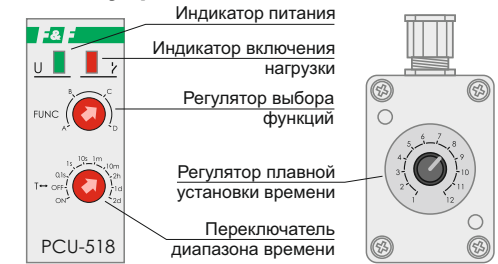 Индикатор питания
F&F
Индикатор включения
нагрузки
U
Регулятор выбора
функций
B C
FUNC
A D
10s 1m
1s 10m
0,1s 2h
T OFF 1d
ON 2d
Регулятор плавной
установки времени
Переключатель
диапазона времени
PCU-518
6 7
5 8
4 9
3 10
2 11
1 12